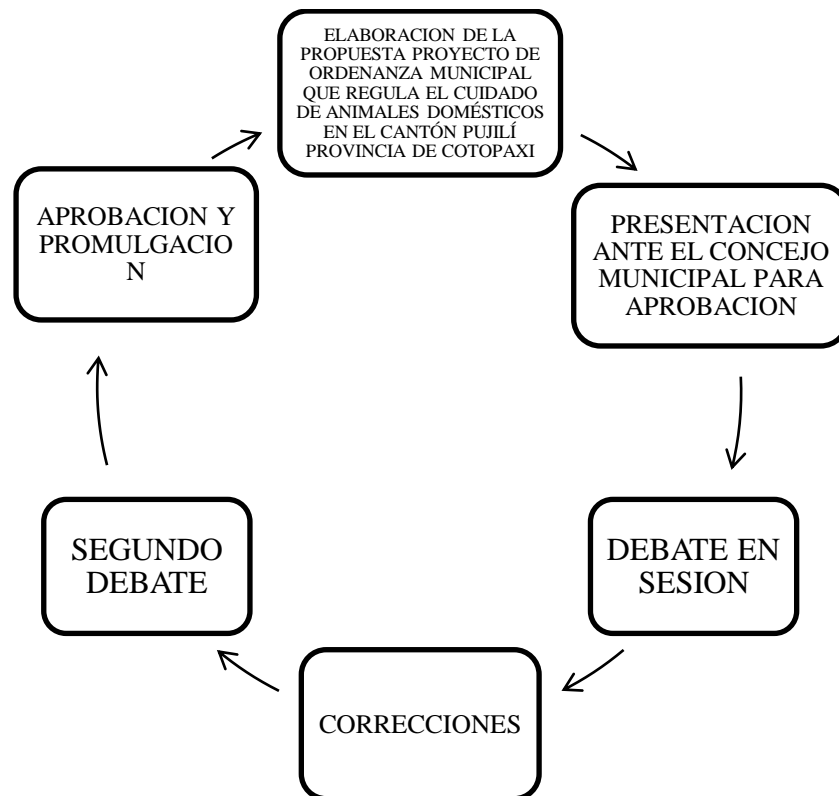 ELABORACION DE LA
PROPUESTA PROYECTO DE
ORDENANZA MUNICIPAL
QUE REGULA EL CUIDADO
DE ANIMALES DOMÉSTICOS
EN EL CANTÓN PUJILÍ
PROVINCIA DE COTOPAXI
PRESENTACION
ANTE EL CONCEJO
MUNICIPAL PARA
APROBACION
DEBATE EN
SESION
CORRECCIONES
SEGUNDO
DEBATE
APROBACION Y
PROMULGACIO
N